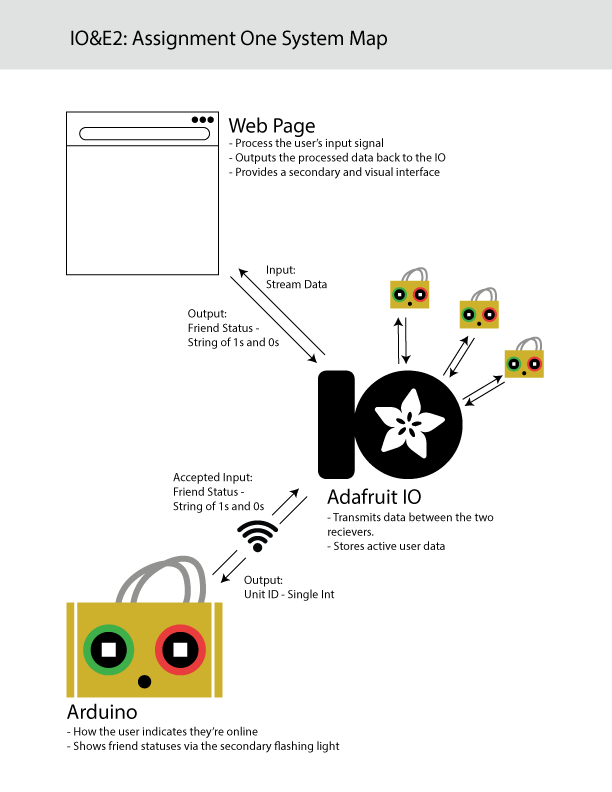 IO&E2: Assignment One System Map
Web Page
- Process the user's input signal
- Outputs the processed data back to the IO
- Provides a secondary and visual interface
Input:
Stream Data
Output:
Friend Status -
String of 1s and 0s
IO
Accepted Input:
Friend Status -
String of 1s and 0s
Adafruit IO
- Transmits data between the two
recievers.
- Stores active user data
Output:
Unit ID - Single Int
Arduino
- How the user indicates they're online
- Shows friend statuses via the secondary flashing light